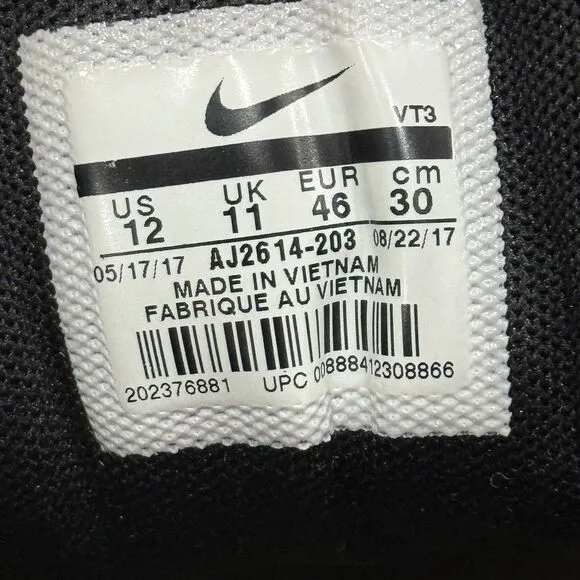 VT3
US UK EUR cm
12 11 46 30
05/17/17 AJ2614-203 08/22/17
MADE IN VIETNAM
FABRIQUE AU VIETNAM
202376881 UPC 00888412308866